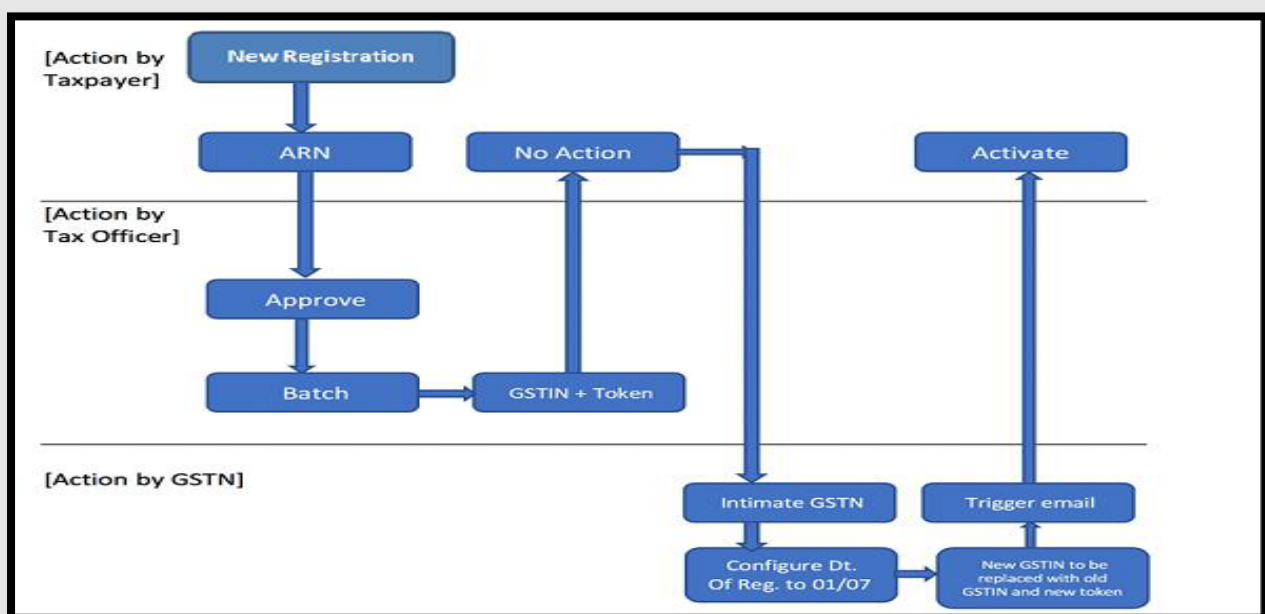 [Action by
Taxpayer]
New Registration
ARN
No Action
Activate
[Action by
Tax Officer]
Approve
Batch
GSTIN + Token
[Action by GSTN]
Intimate GSTN
Trigger email
Configure Dt.
Of Reg. to 01/07
New GSTIN to be
replaced with old
GSTIN and new token